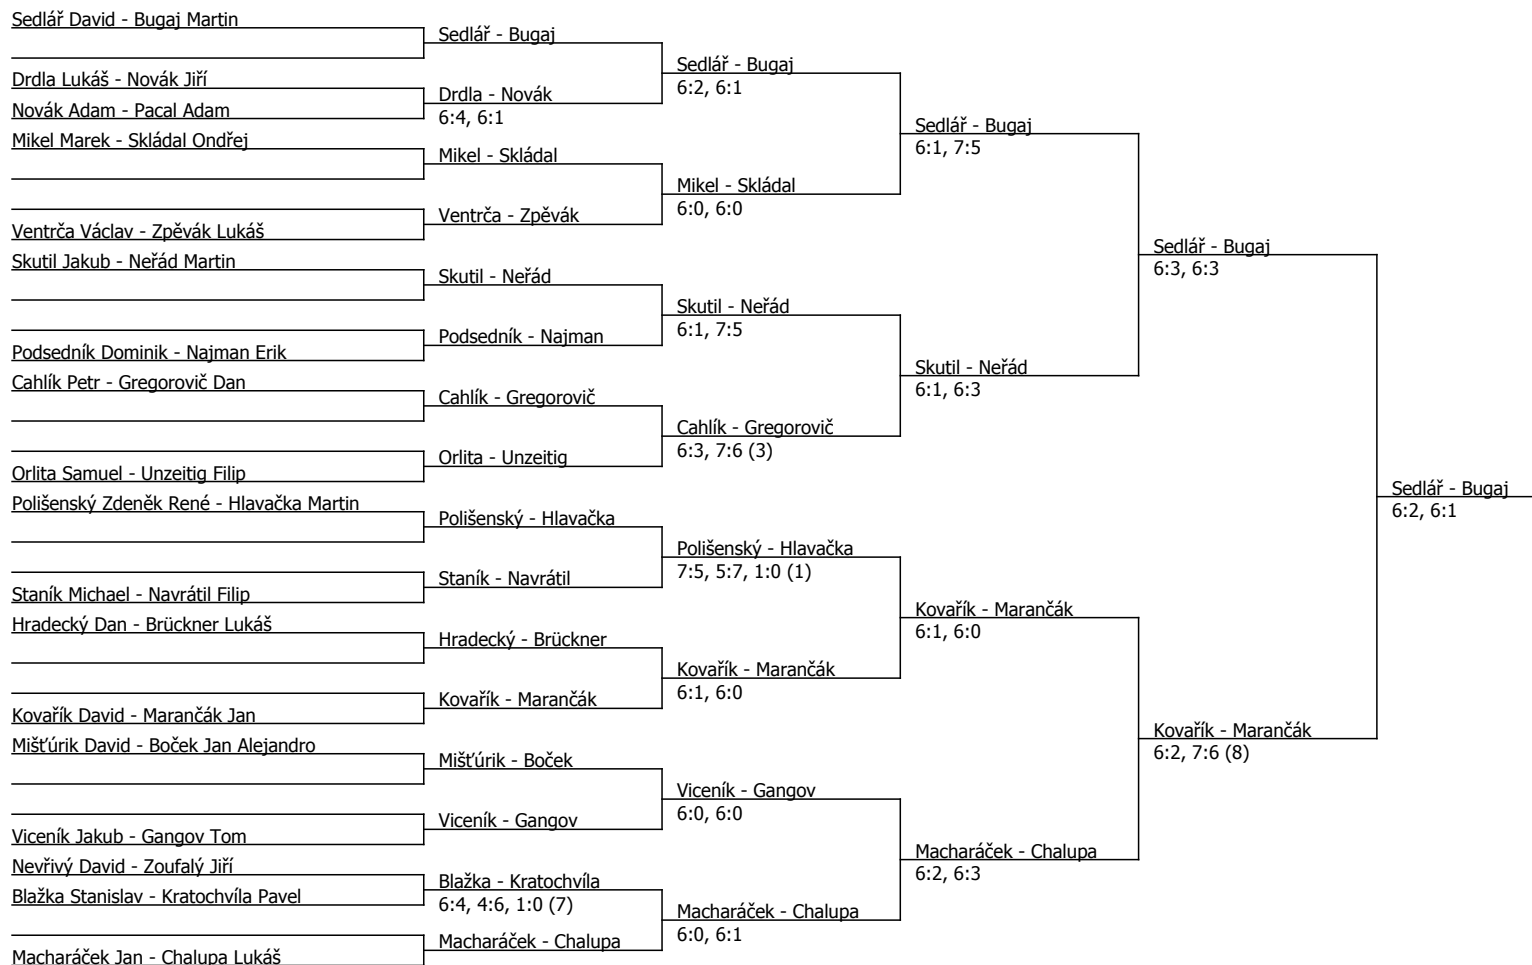 Sedlář David - Bugaj Martin
Drdla Lukáš - Novák Jiří
Novák Adam - Pacal Adam
Mikel Marek - Skládal Ondřej
Ventrča Václav - Zpěvák Lukáš
Skutil Jakub - Neřád Martin
Podsedník Dominik - Najman Erik
Cahlík Petr - Gregorovič Dan
Orlita Samuel - Unzeitig Filip
Polišenský Zdeněk René - Hlavačka Martin
Staník Michael - Navrátil Filip
Hradecký Dan - Brückner Lukáš
Kovařík David - Marančák Jan
Mišťúrik David - Boček Jan Alejandro
Viceník Jakub - Gangov Tom
Nevřivý David - Zoufalý Jiří
Blažka Stanislav - Kratochvíla Pavel
Macharáček Jan - Chalupa Lukáš
Sedlář - Bugaj
Drdla - Novák
6:4, 6:1
Mikel - Skládal
Ventrča - Zpěvák
Skutil - Neřád
Podsedník - Najman
Cahlík - Gregorovič
Orlita - Unzeitig
Polišenský - Hlavačka
Staník - Navrátil
Hradecký - Brückner
Kovařík - Marančák
Mišťúrik - Boček
Viceník - Gangov
Blažka - Kratochvíla
6:4, 4:6, 1:0 (7)
Macharáček - Chalupa
Sedlář - Bugaj
6:2, 6:1
Mikel - Skládal
6:0, 6:0
Skutil - Neřád
6:1, 7:5
Cahlík - Gregorovič
6:3, 7:6 (3)
Polišenský - Hlavačka
7:5, 5:7, 1:0 (1)
Kovařík - Marančák
6:1, 6:0
Viceník - Gangov
6:0, 6:0
Macharáček - Chalupa
6:0, 6:1
Sedlář - Bugaj
6:1, 7:5
Skutil - Neřád
6:1, 6:3
Kovařík - Marančák
6:1, 6:0
Macharáček - Chalupa
6:2, 6:3
Sedlář - Bugaj
6:3, 6:3
Kovařík - Marančák
6:2, 7:6 (8)
Sedlář - Bugaj
6:2, 6:1